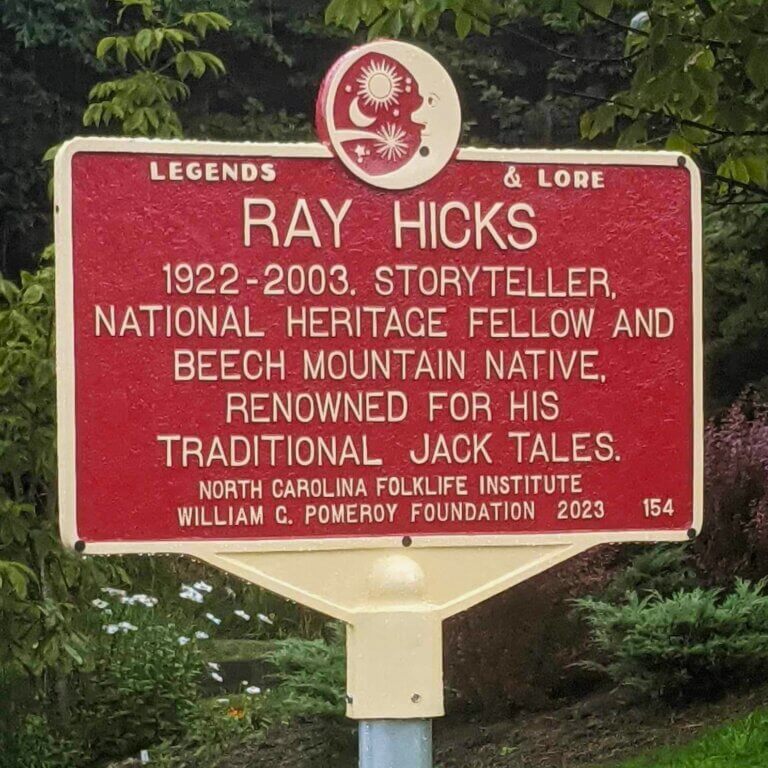 LEGENDS & LORE
RAY HICKS
1922-2003. STORYTELLER,
NATIONAL HERITAGE FELLOW AND
BEECH MOUNTAIN NATIVE,
RENOWNED FOR HIS
TRADITIONAL JACK TALES.
NORTH CAROLINA FOLKLIFE INSTITUTE
WILLIAM G. POMEROY FOUNDATION 2023 154